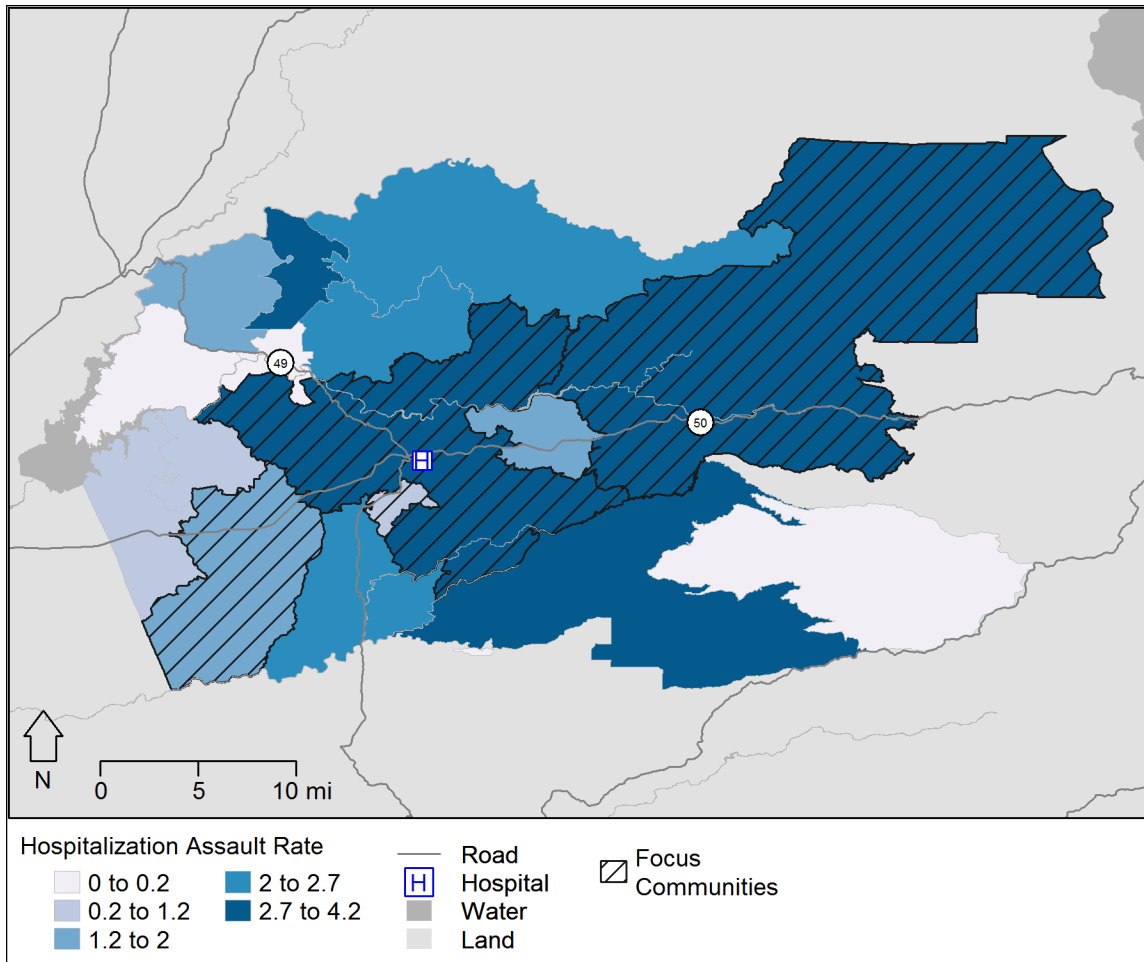 49
50
H
N
0 5 10 mi
Hospitalization Assault Rate
0 to 0.2
0.2 to 1.2
1.2 to 2
2 to 2.7
2.7 to 4.2
Road
H Hospital
Water
Land
Focus
Communities